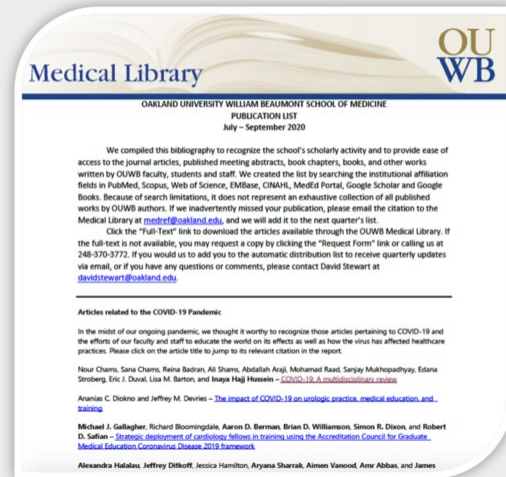 Medical Library
OU
WB
OAKLAND UNIVERSITY WILLIAM BEAUMONT SCHOOL OF MEDICINE
PUBLICATION LIST
July – September 2020
We compiled this bibliography to recognize the school's scholarly activity and to provide ease of
access to the journal articles, published meeting abstracts, book chapters, books, and other works
written by OUWB faculty, students and staff. We created the list by searching the institutional affiliation
fields in PubMed, Scopus, Web of Science, EMBase, CINAHL, MedEd Portal, Google Scholar and Google
Books. Because of search limitations, it does not represent an exhaustive collection of all published
works by OUWB authors. If we inadvertently missed your publication, please email the citation to the
Medical Library at medref@oakland.edu, and we will add it to the next quarter's list.
Click the "Full-Text" link to download the articles available through the OUWB Medical Library. If
the full-text is not available, you may request a copy by clicking the "Request Form" link or calling us at
248-370-3772. If you would us to add you to the automatic distribution list to receive quarterly updates
via email, or if you have any questions or comments, please contact David Stewart at
davidstewart@oakland.edu.
Articles related to the COVID-19 Pandemic
In the midst of our ongoing pandemic, we thought it worthy to recognize those articles pertaining to COVID-19 and
the efforts of our faculty and staff to educate the world on its effects as well as how the virus has affected healthcare
practices. Please click on the article title to jump to its relevant citation in the report.
Nour Chams, Sana Chams, Reina Badran, Ali Shams, Abdallah Araji, Mohamad Raad, Sanjay Mukhopadhyay, Edana
Stroberg, Eric J. Duval, Lisa M. Barton, and Inaya Hajj Hussein – COVID-19: A multidisciplinary review
Ananias C. Diokno and Jeffrey M. Devries – The impact of COVID-19 on urologic practice, medical education, and
training
Michael J. Gallagher, Richard Bloomingdale, Aaron D. Berman, Brian D. Williamson, Simon R. Dixon, and Robert
D. Safian – Strategic deployment of cardiology fellows in training using the Accreditation Council for Graduate
Medical Education Coronavirus Disease 2019 framework
Alexandra Halalau, Jeffrey Ditkoff, Jessica Hamilton, Aryana Sharrak, Aimen Vanood, Amr Abbas, and James